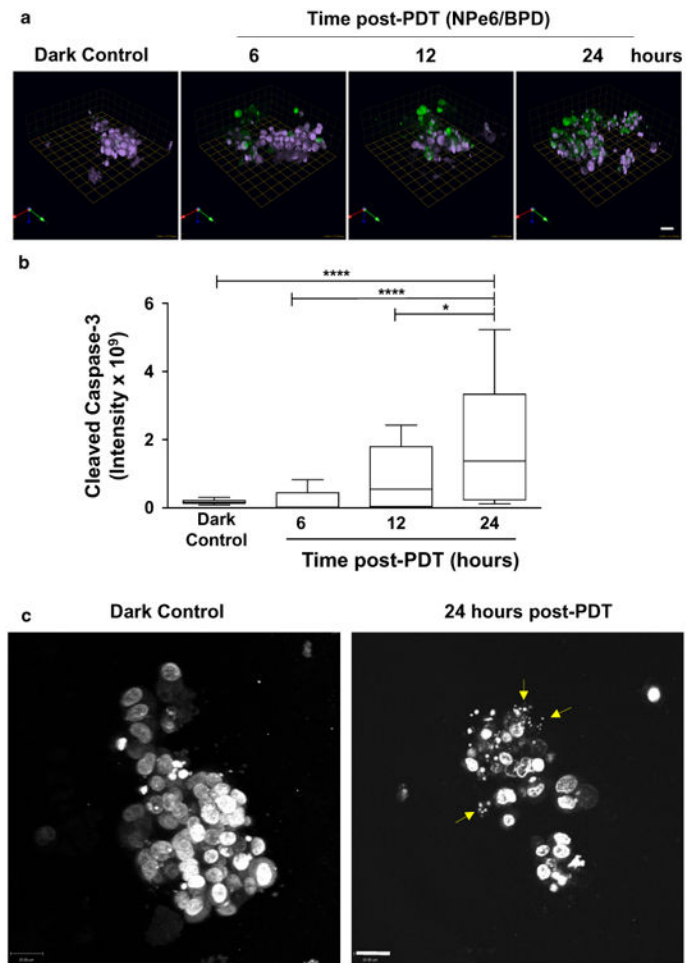 a
Time post-PDT (NPe6/BPD)
Dark Control 6 12 24 hours
b
**** 
****
*
Cleaved Caspase-3
(Intensity x 10⁹)
6
4
2
0
Dark
Control
6 12 24
Time post-PDT (hours)
c
Dark Control 24 hours post-PDT